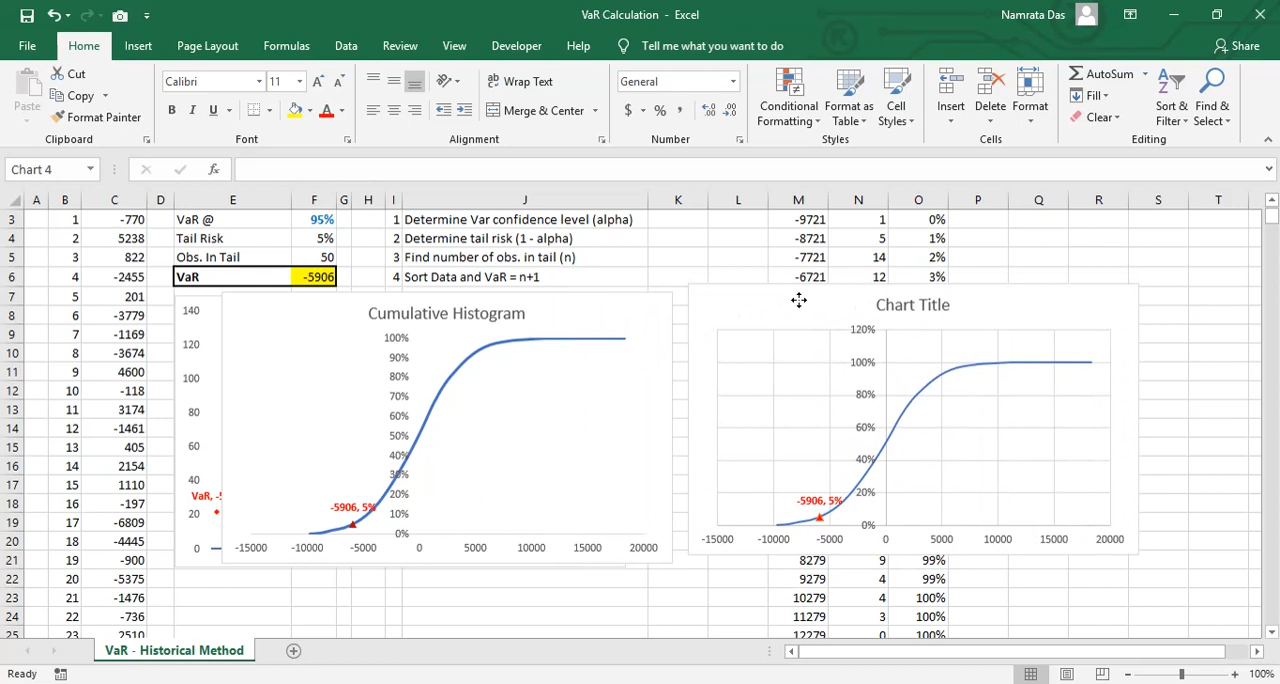 VaR Calculation - Excel
Namrata Das
File Home Insert Page Layout Formulas Data Review View Developer Help Tell me what you want to do Share
Paste
Cut
Copy
Format Painter
Clipboard
Calibri 11
B I U
Font
Wrap Text
Merge & Center
Alignment
General
$ % ,
Number
Conditional Formatting
Format as Table
Cell Styles
Styles
Insert
Delete
Format
Cells
AutoSum
Fill
Clear
Sort & Filter
Find & Select
Editing
Chart 4
fx
A B C D E F G H I J K L M N O P Q R S T
3 1 -770 VaR @ 95% 1 Determine Var confidence level (alpha) -9721 1 0%
4 2 5238 Tail Risk 5% 2 Determine tail risk (1 - alpha) -8721 5 1%
5 3 822 Obs. In Tail 50 3 Find number of obs. in tail (n) -7721 14 2%
6 4 -2455 VaR -5906 4 Sort Data and VaR = n+1 -6721 12 3%
7 5 201
8 6 -3779
9 7 -1169
10 8 -3674
11 9 4600
12 10 -118
13 11 3174
14 12 -1461
15 13 405
16 14 2154
17 15 1110
18 16 -197
19 17 -6809
20 18 -4445
21 19 -900 8279 9 99%
22 20 -5375 9279 4 99%
23 21 -1476 10279 4 100%
24 22 -736 11279 3 100%
25 23 2510 12279 0 100%
140
120
100
80
60
40
20
0
VaR, -5
Cumulative Histogram
100%
90%
80%
70%
60%
50%
40%
30%
20%
10%
0%
-5906, 5%
-15000 -10000 -5000 0 5000 10000 15000 20000
Chart Title
120%
100%
80%
60%
40%
20%
0%
-5906, 5%
-15000 -10000 -5000 0 5000 10000 15000 20000
VaR - Historical Method
Ready
100%